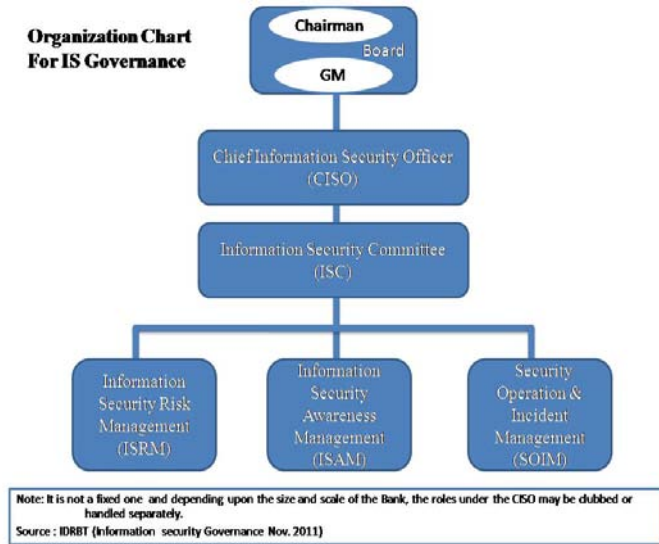 Organization Chart
For IS Governance
Chairman
Board
GM
Chief Information Security Officer
(CISO)
Information Security Committee
(ISC)
Information
Security Risk
Management
(ISRM)
Information
Security
Awareness
Management
(ISAM)
Security
Operation &
Incident
Management
(SOIM)
Note: It is not a fixed one and depending upon the size and scale of the Bank, the roles under the CISO may be clubbed or
handled separately.
Source : IDRBT (Information security Governance Nov. 2011)